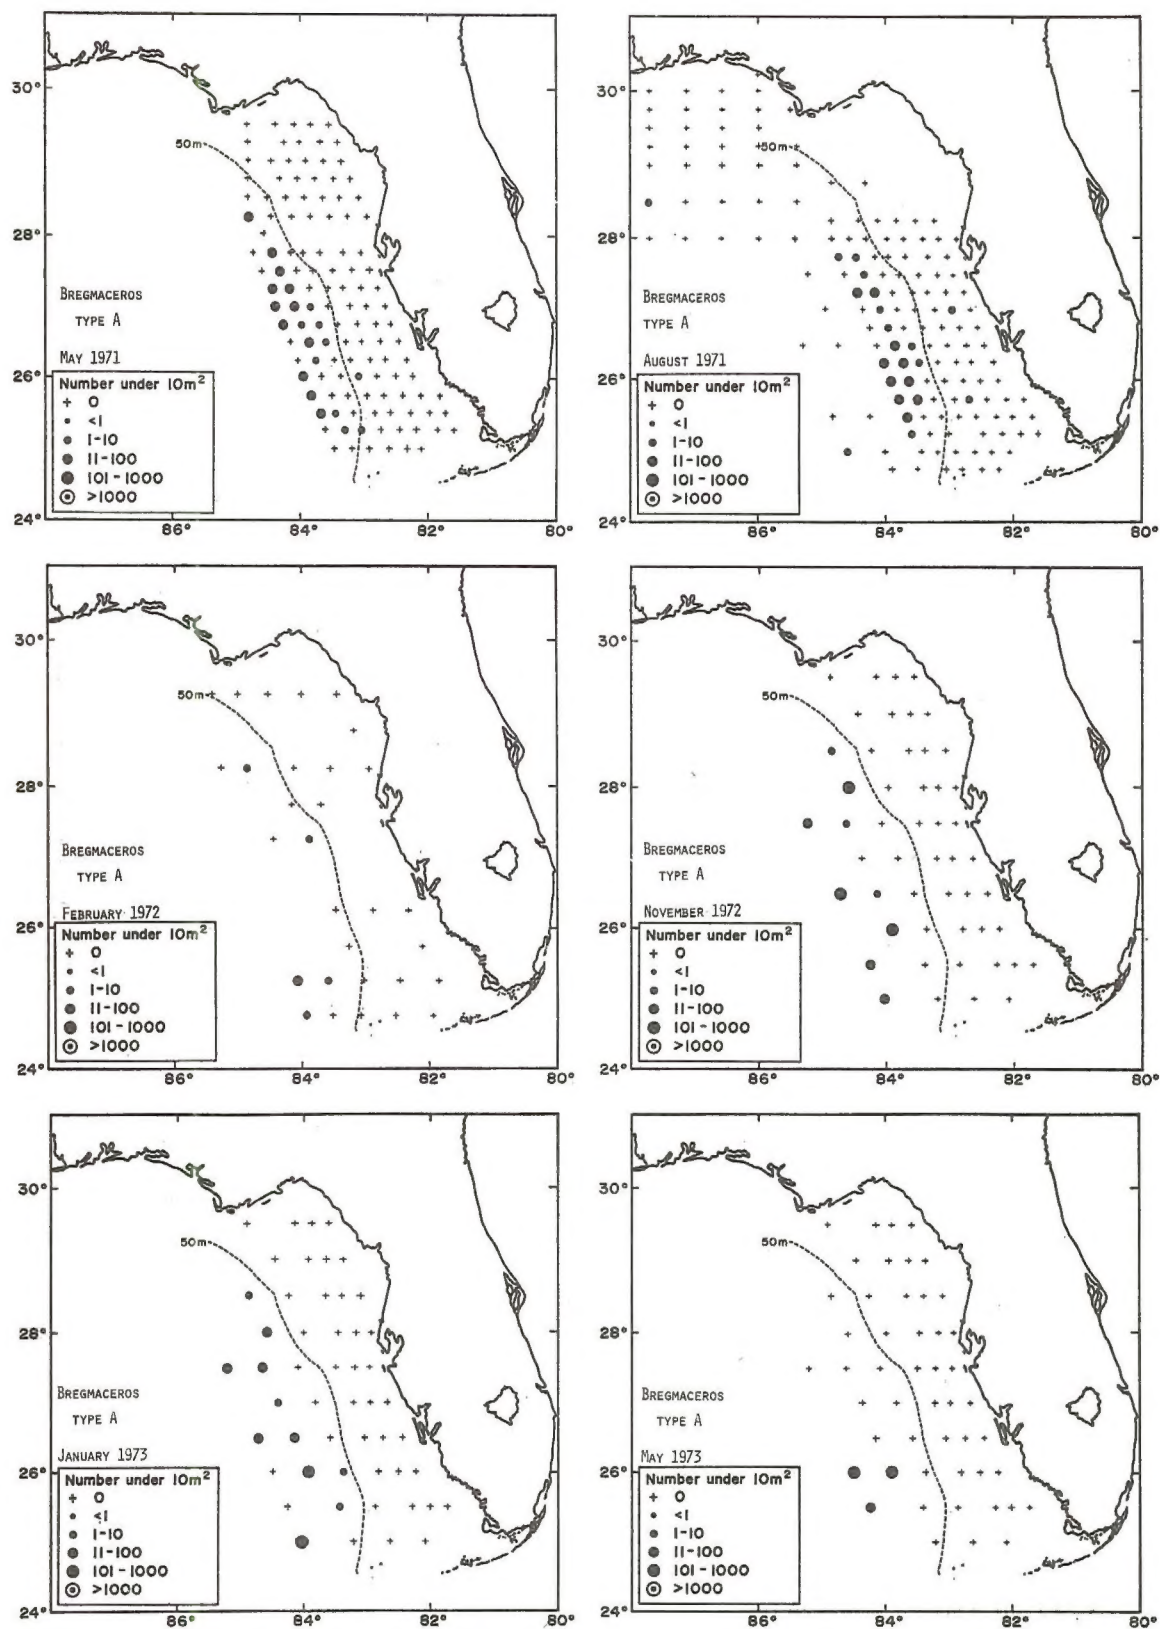 30°
28°
26°
24°
50m
BREGMACEROS
TYPE A
MAY 1971
Number under 10m²
+ 0
<1
1-10
11-100
101-1000
>1000
86°
84°
82°
80°
30°
28°
26°
24°
50m
BREGMACEROS
TYPE A
AUGUST 1971
Number under 10m²
+ 0
<1
1-10
11-100
101-1000
>1000
86°
84°
82°
80°
30°
28°
26°
24°
50m
BREGMACEROS
TYPE A
FEBRUARY 1972
Number under 10m²
+ 0
<1
1-10
11-100
101-1000
>1000
86°
84°
82°
80°
30°
28°
26°
24°
50m
BREGMACEROS
TYPE A
NOVEMBER 1972
Number under 10m²
+ 0
<1
1-10
11-100
101-1000
>1000
86°
84°
82°
80°
30°
28°
26°
24°
50m
BREGMACEROS
TYPE A
JANUARY 1973
Number under 10m²
+ 0
<1
1-10
11-100
101-1000
>1000
86°
84°
82°
80°
30°
28°
26°
24°
50m
BREGMACEROS
TYPE A
MAY 1973
Number under 10m²
+ 0
<1
1-10
11-100
101-1000
>1000
86°
84°
82°
80°